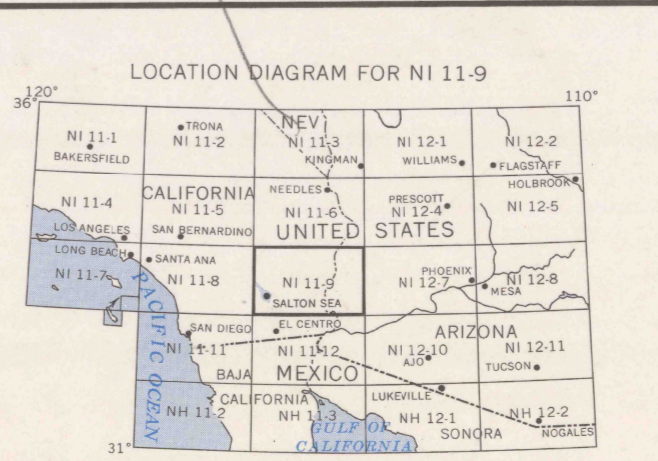 LOCATION DIAGRAM FOR NI 11-9
120°
110°
36°
NI 11-1
BAKERSFIELD
TRONA
NI 11-2
NEV
NI 11-3
KINGMAN
NI 12-1
WILLIAMS
NI 12-2
FLAGSTAFF
HOLBROOK
NI 11-4
LOS ANGELES
CALIFORNIA
NI 11-5
SAN BERNARDINO
NEEDLES
NI 11-6
PRESCOTT
NI 12-4
NI 12-5
UNITED STATES
LONG BEACH
NI 11-7
SANTA ANA
NI 11-8
NI 11-9
SALTON SEA
PHOENIX
NI 12-7
MESA
NI 12-8
PACIFIC OCEAN
SAN DIEGO
NI 11-11
EL CENTRO
NI 11-12
ARIZONA
NI 12-10
AJO
NI 12-11
TUCSON
BAJA
CALIFORNIA
MEXICO
LUKEVILLE
NH 11-2
NH 11-3
NH 12-1
NH 12-2
GULF OF
CALIFORNIA
SONORA
NOGALES
31°